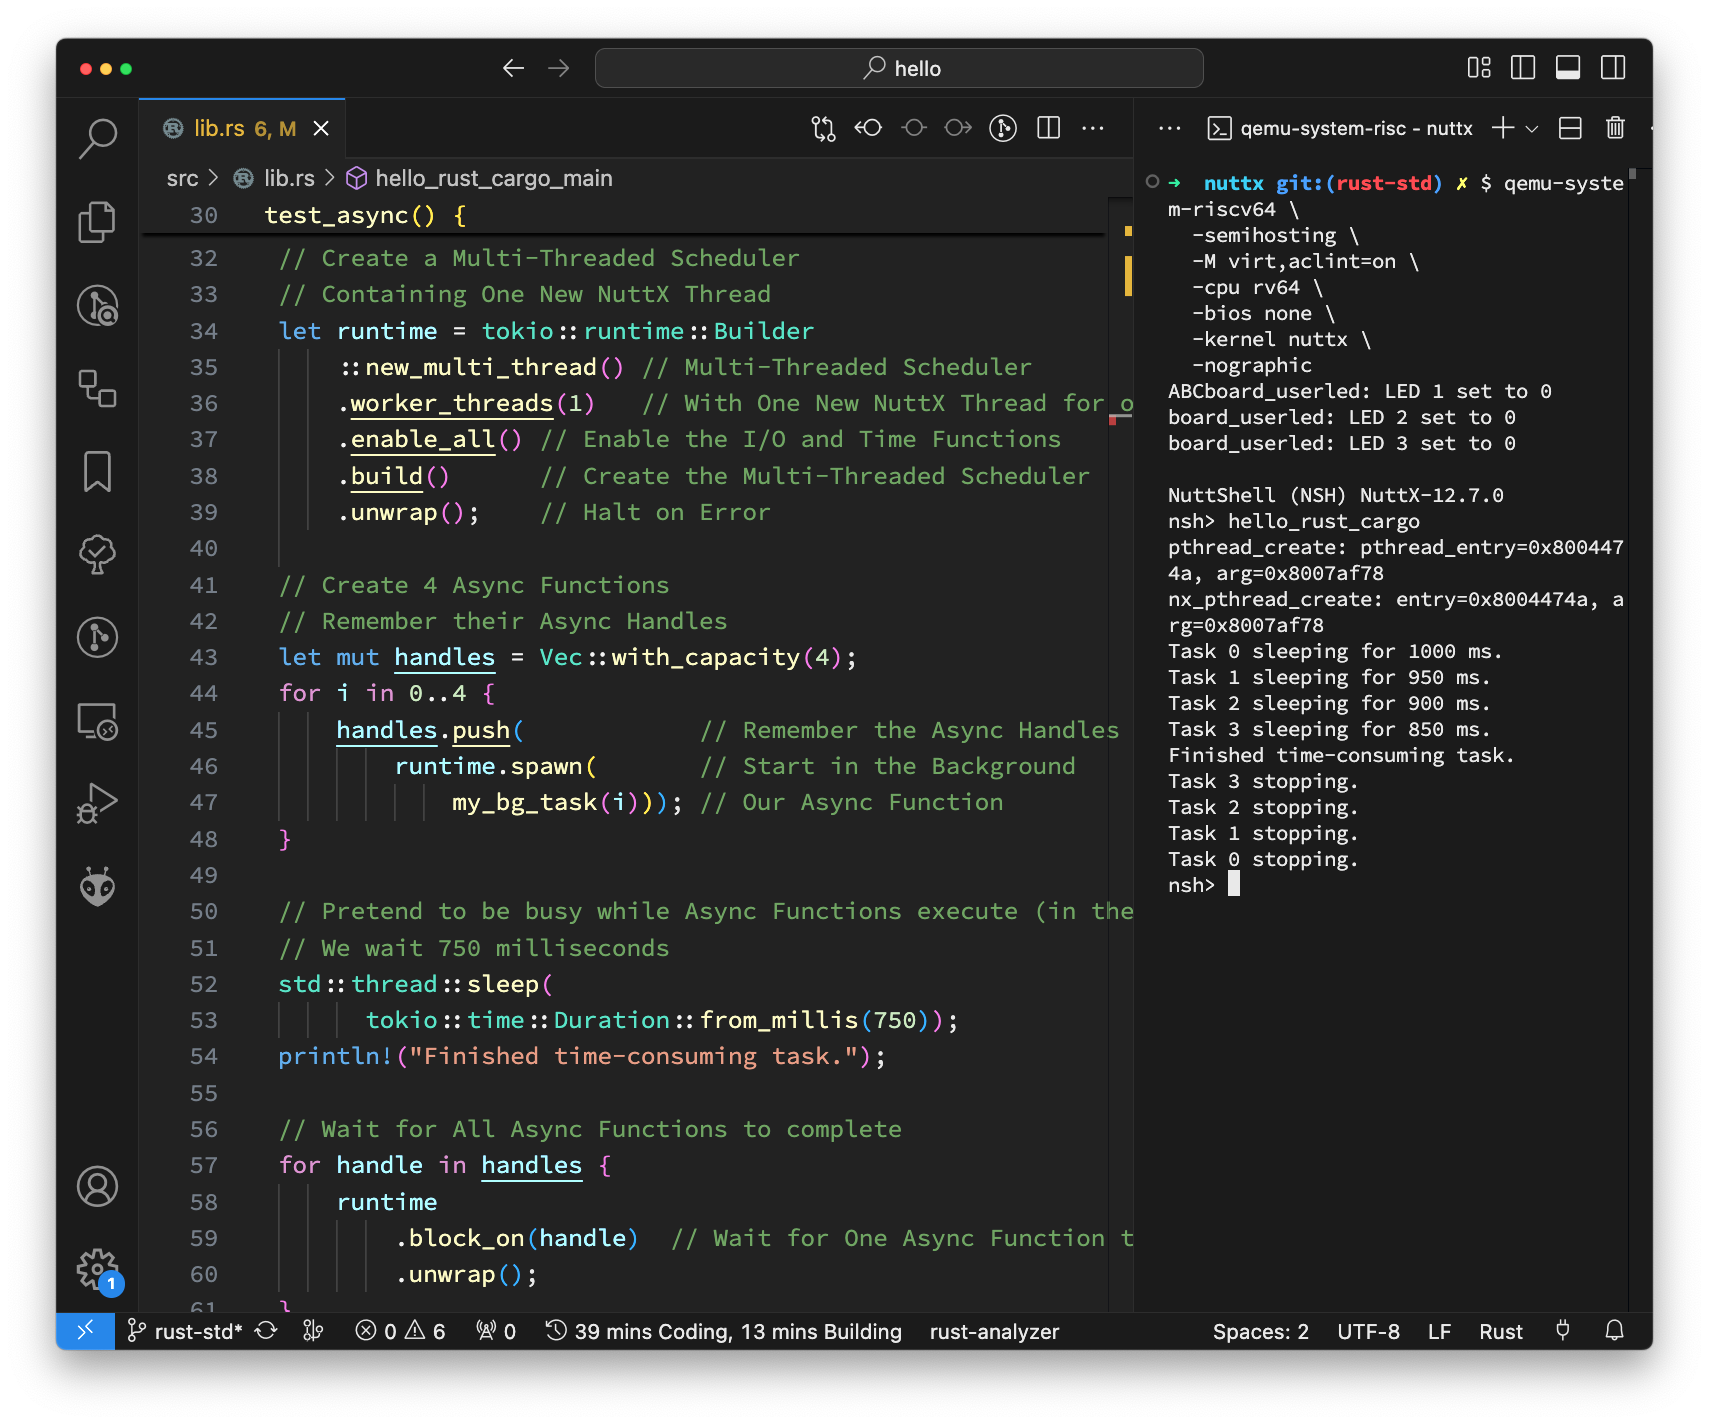 hello
lib.rs 6, M
src > lib.rs > hello_rust_cargo_main
30 test_async() {
32 // Create a Multi-Threaded Scheduler
33 // Containing One New NuttX Thread
34 let runtime = tokio::runtime::Builder
35 ::new_multi_thread() // Multi-Threaded Scheduler
36 .worker_threads(1) // With One New NuttX Thread for o
37 .enable_all() // Enable the I/O and Time Functions
38 .build() // Create the Multi-Threaded Scheduler
39 .unwrap(); // Halt on Error
40
41 // Create 4 Async Functions
42 // Remember their Async Handles
43 let mut handles = Vec::with_capacity(4);
44 for i in 0..4 {
45 handles.push( // Remember the Async Handles
46 runtime.spawn( // Start in the Background
47 my_bg_task(i))); // Our Async Function
48 }
49
50 // Pretend to be busy while Async Functions execute (in the
51 // We wait 750 milliseconds
52 std::thread::sleep(
53 tokio::time::Duration::from_millis(750));
54 println!("Finished time-consuming task.");
55
56 // Wait for All Async Functions to complete
57 for handle in handles {
58 runtime
59 .block_on(handle) // Wait for One Async Function t
60 .unwrap();
61 }
qemu-system-risc - nuttx
➜ nuttx git:(rust-std) ✗ $ qemu-syste
m-riscv64 \
-semihosting \
-M virt,aclint=on \
-cpu rv64 \
-bios none \
-kernel nuttx \
-nographic
ABCboard_userled: LED 1 set to 0
board_userled: LED 2 set to 0
board_userled: LED 3 set to 0
NuttShell (NSH) NuttX-12.7.0
nsh> hello_rust_cargo
pthread_create: pthread_entry=0x800447
4a, arg=0x8007af78
nx_pthread_create: entry=0x8004474a, a
rg=0x8007af78
Task 0 sleeping for 1000 ms.
Task 1 sleeping for 950 ms.
Task 2 sleeping for 900 ms.
Task 3 sleeping for 850 ms.
Finished time-consuming task.
Task 3 stopping.
Task 2 stopping.
Task 1 stopping.
Task 0 stopping.
nsh>
1
rust-std* 0 6 0 39 mins Coding, 13 mins Building rust-analyzer Spaces: 2 UTF-8 LF Rust